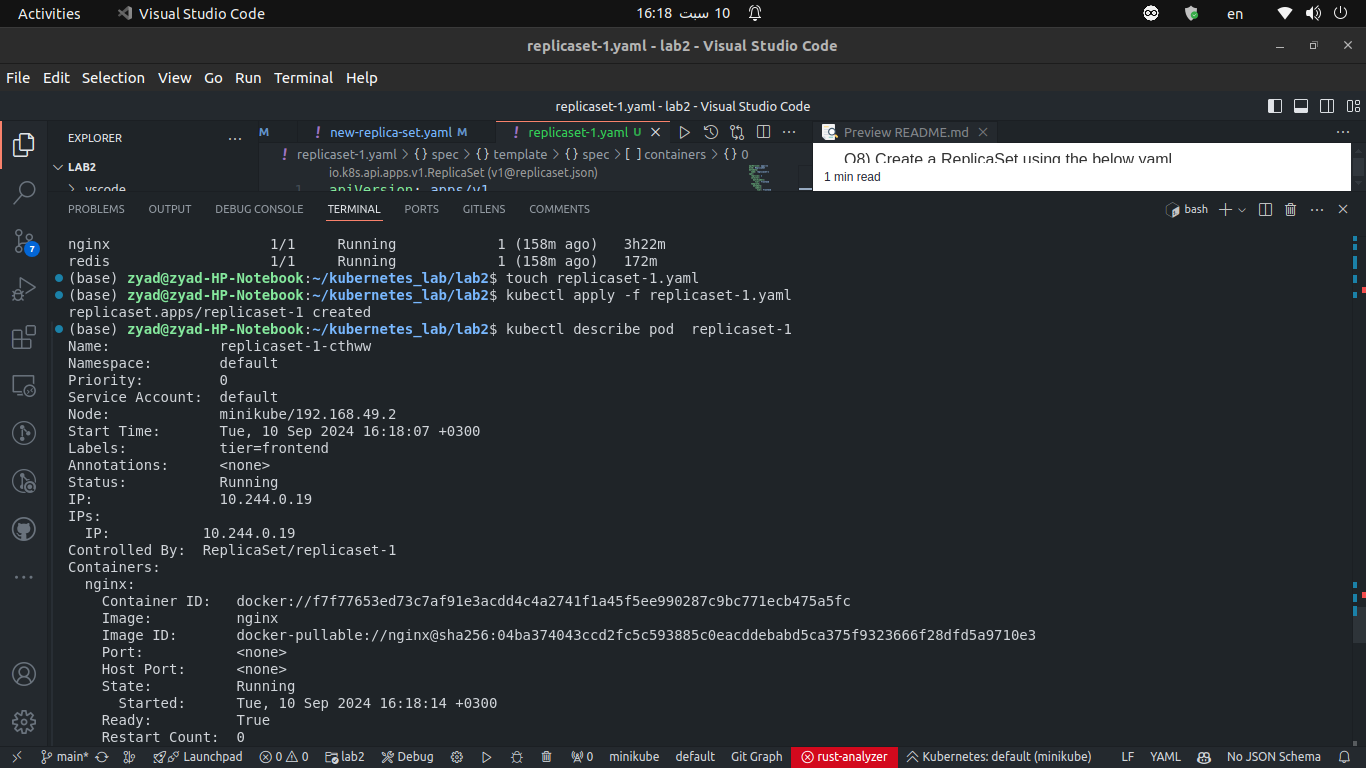 Activities
Visual Studio Code
16:18 سبت 10
en
replicaset-1.yaml - lab2 - Visual Studio Code
File Edit Selection View Go Run Terminal Help
replicaset-1.yaml - lab2 - Visual Studio Code
EXPLORER
M
! new-replica-set.yaml M
! replicaset-1.yaml U
Preview README.md
LAB2
! replicaset-1.yaml > {} spec > {} template > {} spec > [ ] containers > {} 0
Q8) Create a ReplicaSet using the below yaml
.vscode
io.k8s.api.apps.v1.ReplicaSet (v1@replicaset.json)
1 min read
1 apiVersion: apps/v1
PROBLEMS OUTPUT DEBUG CONSOLE TERMINAL PORTS GITLENS COMMENTS
bash
nginx 1/1 Running 1 (158m ago) 3h22m
redis 1/1 Running 1 (158m ago) 172m
(base) zyad@zyad-HP-Notebook:~/kubernetes_lab/lab2$ touch replicaset-1.yaml
(base) zyad@zyad-HP-Notebook:~/kubernetes_lab/lab2$ kubectl apply -f replicaset-1.yaml
replicaset.apps/replicaset-1 created
(base) zyad@zyad-HP-Notebook:~/kubernetes_lab/lab2$ kubectl describe pod  replicaset-1
Name: replicaset-1-cthww
Namespace: default
Priority: 0
Service Account: default
Node: minikube/192.168.49.2
Start Time: Tue, 10 Sep 2024 16:18:07 +0300
Labels: tier=frontend
Annotations: <none>
Status: Running
IP: 10.244.0.19
IPs:
IP: 10.244.0.19
Controlled By: ReplicaSet/replicaset-1
Containers:
nginx:
Container ID: docker://f7f77653ed73c7af91e3acdd4c4a2741f1a45f5ee990287c9bc771ecb475a5fc
Image: nginx
Image ID: docker-pullable://nginx@sha256:04ba374043ccd2fc5c593885c0eacddebabd5ca375f9323666f28dfd5a9710e3
Port: <none>
Host Port: <none>
State: Running
Started: Tue, 10 Sep 2024 16:18:14 +0300
Ready: True
Restart Count: 0
7
main* Launchpad 0 0 lab2 Debug 0 minikube default Git Graph rust-analyzer Kubernetes: default (minikube) LF YAML No JSON Schema